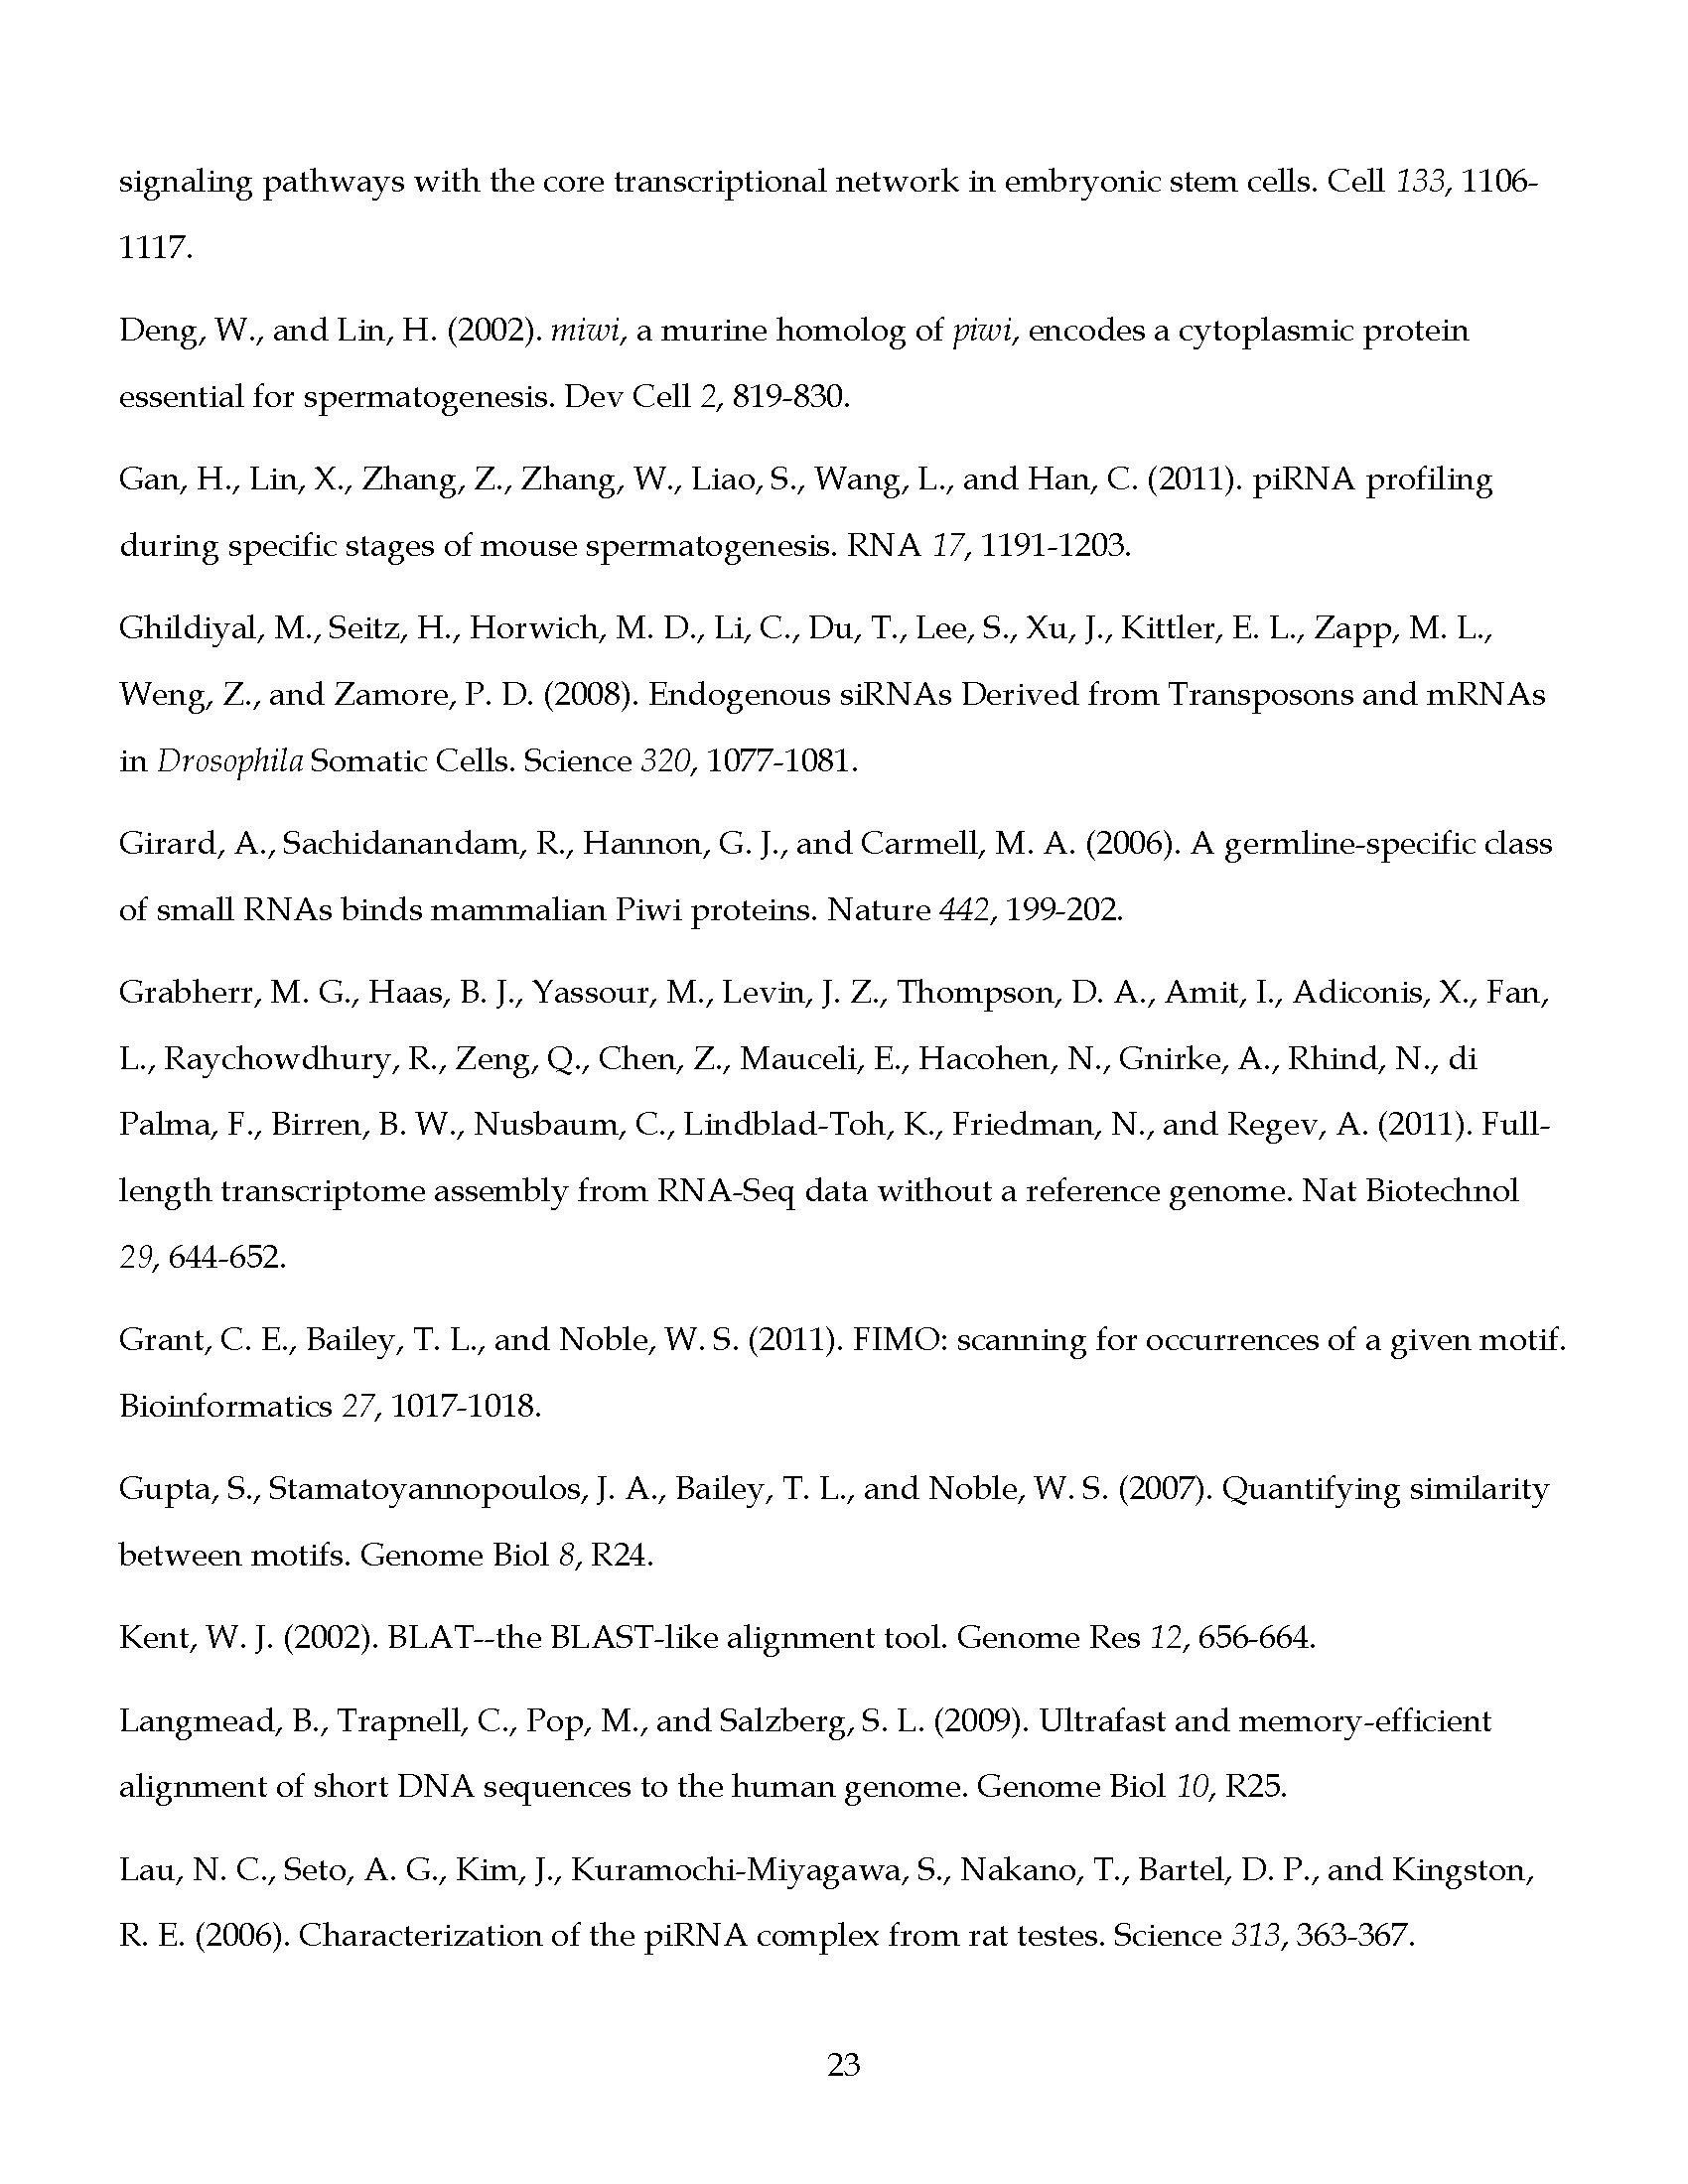 signaling pathways with the core transcriptional network in embryonic stem cells. Cell 133, 1106-
1117.
Deng, W., and Lin, H. (2002). miwi, a murine homolog of piwi, encodes a cytoplasmic protein
essential for spermatogenesis. Dev Cell 2, 819-830.
Gan, H., Lin, X., Zhang, Z., Zhang, W., Liao, S., Wang, L., and Han, C. (2011). piRNA profiling
during specific stages of mouse spermatogenesis. RNA 17, 1191-1203.
Ghildiyal, M., Seitz, H., Horwich, M. D., Li, C., Du, T., Lee, S., Xu, J., Kittler, E. L., Zapp, M. L.,
Weng, Z., and Zamore, P. D. (2008). Endogenous siRNAs Derived from Transposons and mRNAs
in Drosophila Somatic Cells. Science 320, 1077-1081.
Girard, A., Sachidanandam, R., Hannon, G. J., and Carmell, M. A. (2006). A germline-specific class
of small RNAs binds mammalian Piwi proteins. Nature 442, 199-202.
Grabherr, M. G., Haas, B. J., Yassour, M., Levin, J. Z., Thompson, D. A., Amit, I., Adiconis, X., Fan,
L., Raychowdhury, R., Zeng, Q., Chen, Z., Mauceli, E., Hacohen, N., Gnirke, A., Rhind, N., di
Palma, F., Birren, B. W., Nusbaum, C., Lindblad-Toh, K., Friedman, N., and Regev, A. (2011). Full-
length transcriptome assembly from RNA-Seq data without a reference genome. Nat Biotechnol
29, 644-652.
Grant, C. E., Bailey, T. L., and Noble, W. S. (2011). FIMO: scanning for occurrences of a given motif.
Bioinformatics 27, 1017-1018.
Gupta, S., Stamatoyannopoulos, J. A., Bailey, T. L., and Noble, W. S. (2007). Quantifying similarity
between motifs. Genome Biol 8, R24.
Kent, W. J. (2002). BLAT--the BLAST-like alignment tool. Genome Res 12, 656-664.
Langmead, B., Trapnell, C., Pop, M., and Salzberg, S. L. (2009). Ultrafast and memory-efficient
alignment of short DNA sequences to the human genome. Genome Biol 10, R25.
Lau, N. C., Seto, A. G., Kim, J., Kuramochi-Miyagawa, S., Nakano, T., Bartel, D. P., and Kingston,
R. E. (2006). Characterization of the piRNA complex from rat testes. Science 313, 363-367.
23